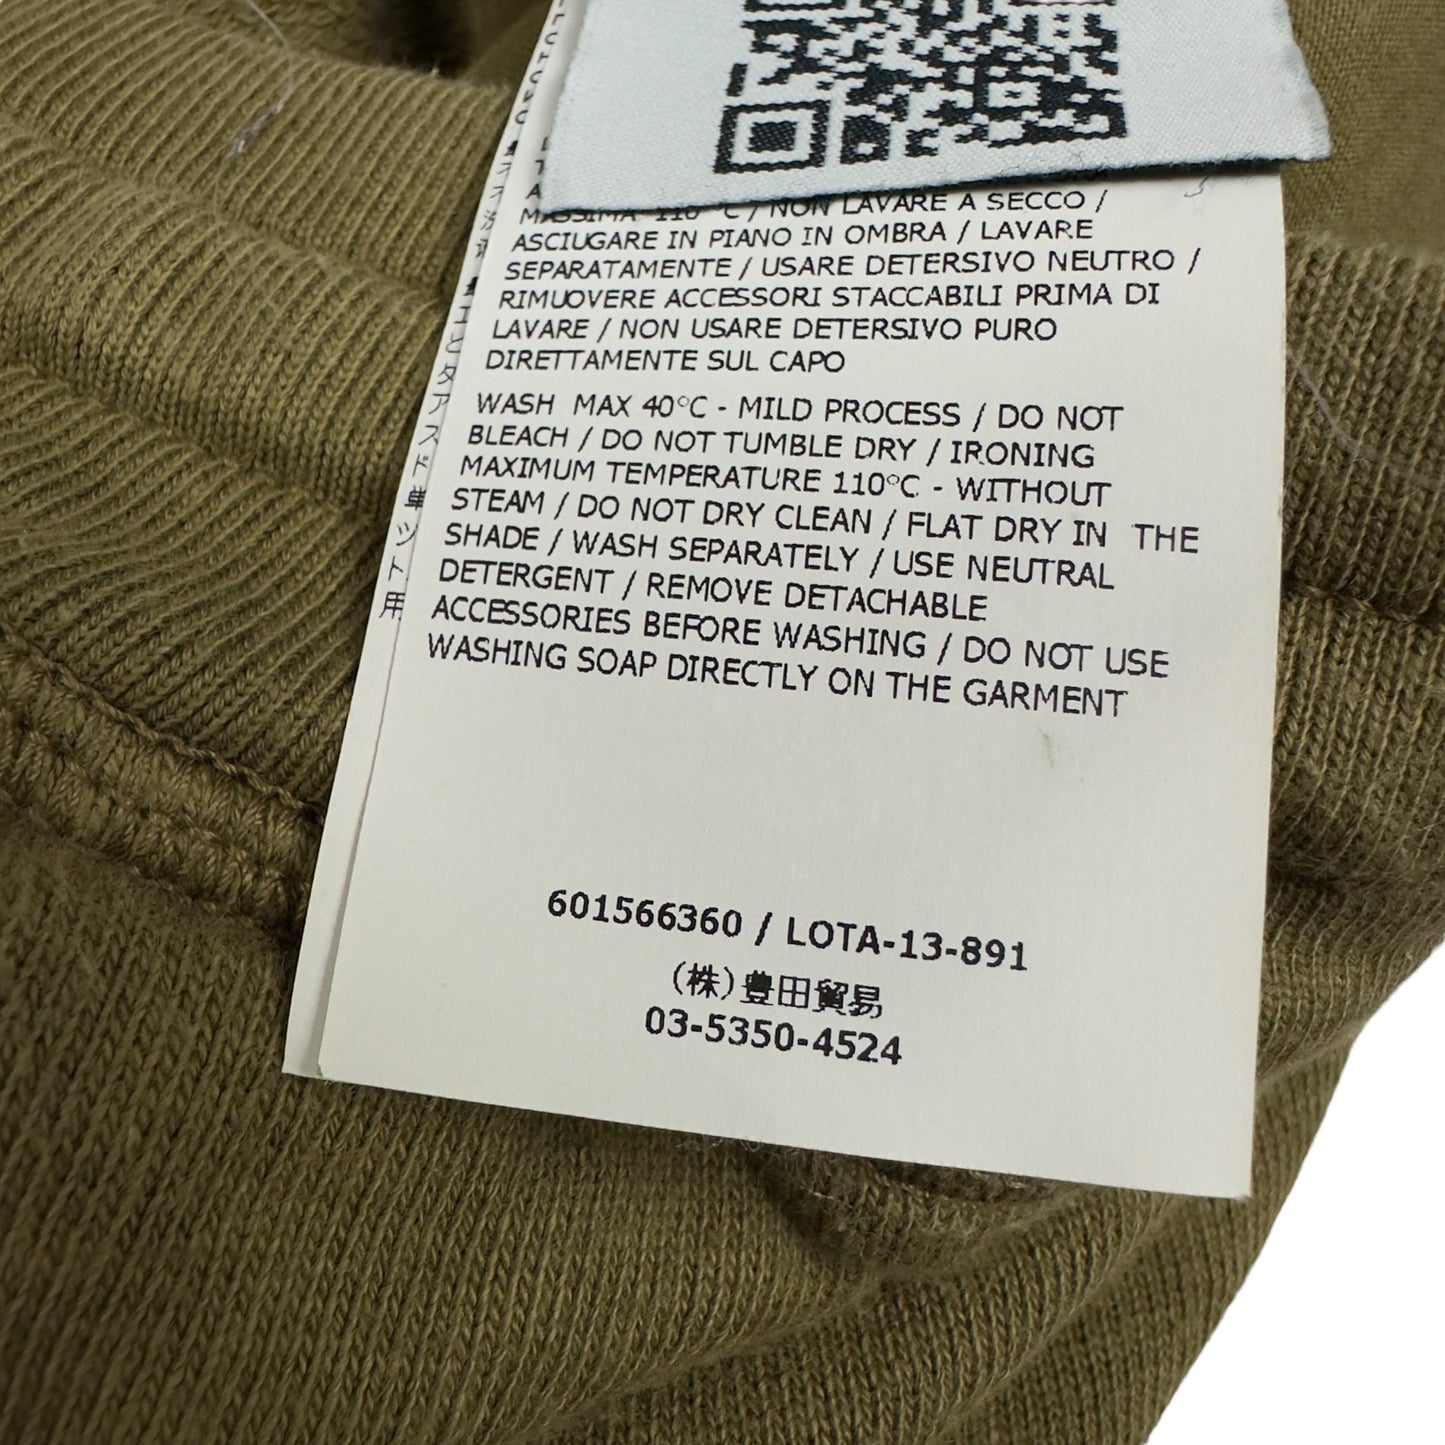 MASSIMA 110 °C / NON LAVARE A SECCO /
ASCIUGARE IN PIANO IN OMBRA / LAVARE
SEPARATAMENTE / USARE DETERSIVO NEUTRO /
RIMUOVERE ACCESSORI STACCABILI PRIMA DI
LAVARE / NON USARE DETERSIVO PURO
DIRETTAMENTE SUL CAPO
WASH MAX 40°C - MILD PROCESS / DO NOT
BLEACH / DO NOT TUMBLE DRY / IRONING
MAXIMUM TEMPERATURE 110°C - WITHOUT
STEAM / DO NOT DRY CLEAN / FLAT DRY IN THE
SHADE / WASH SEPARATELY / USE NEUTRAL
DETERGENT / REMOVE DETACHABLE
ACCESSORIES BEFORE WASHING / DO NOT USE
WASHING SOAP DIRECTLY ON THE GARMENT
601566360 / LOTA-13-891
(株)豊田貿易
03-5350-4524